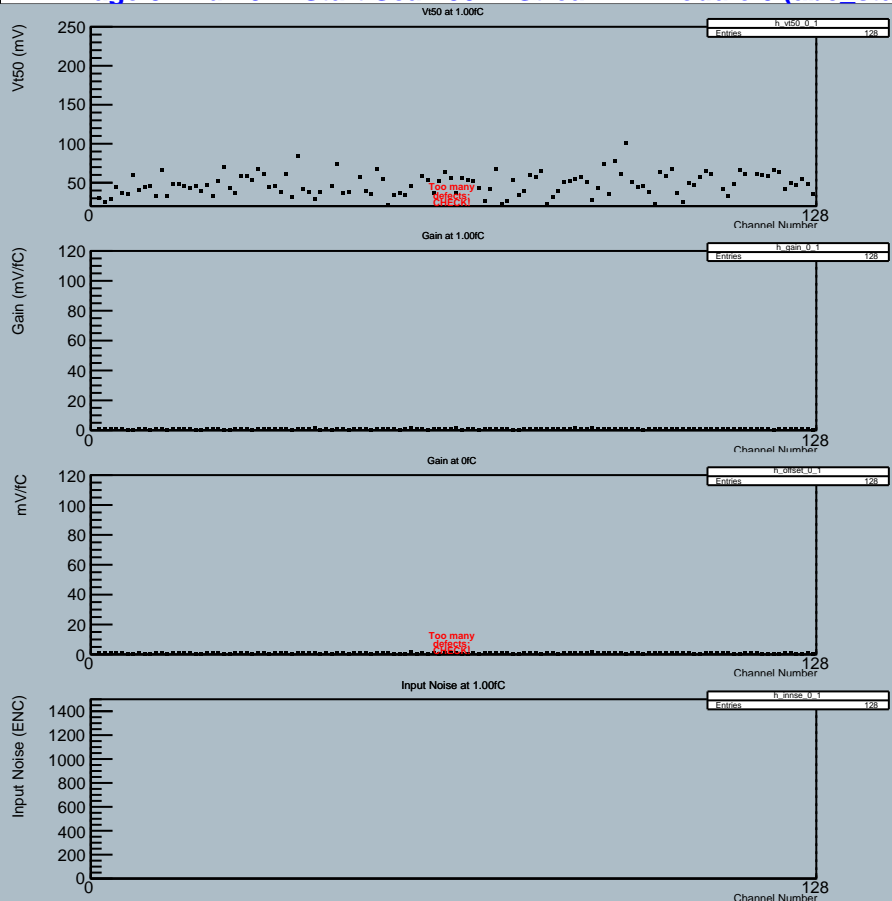 Vt50 at 1.00fC
h_vt50_0_1
Entries 128
Vt50 (mV)
250
200
150
100
50
Too many
defects:
CHECK!
0
128
Channel Number
Gain at 1.00fC
h_gain_0_1
Entries 128
Gain (mV/fC)
120
100
80
60
40
20
0
0
128
Channel Number
Gain at 0fC
h_offset_0_1
Entries 128
mV/fC
120
100
80
60
40
20
0
Too many
defects:
CHECK!
0
128
Channel Number
Input Noise at 1.00fC
h_innse_0_1
Entries 128
Input Noise (ENC)
1400
1200
1000
800
600
400
200
0
0
128
Channel Number